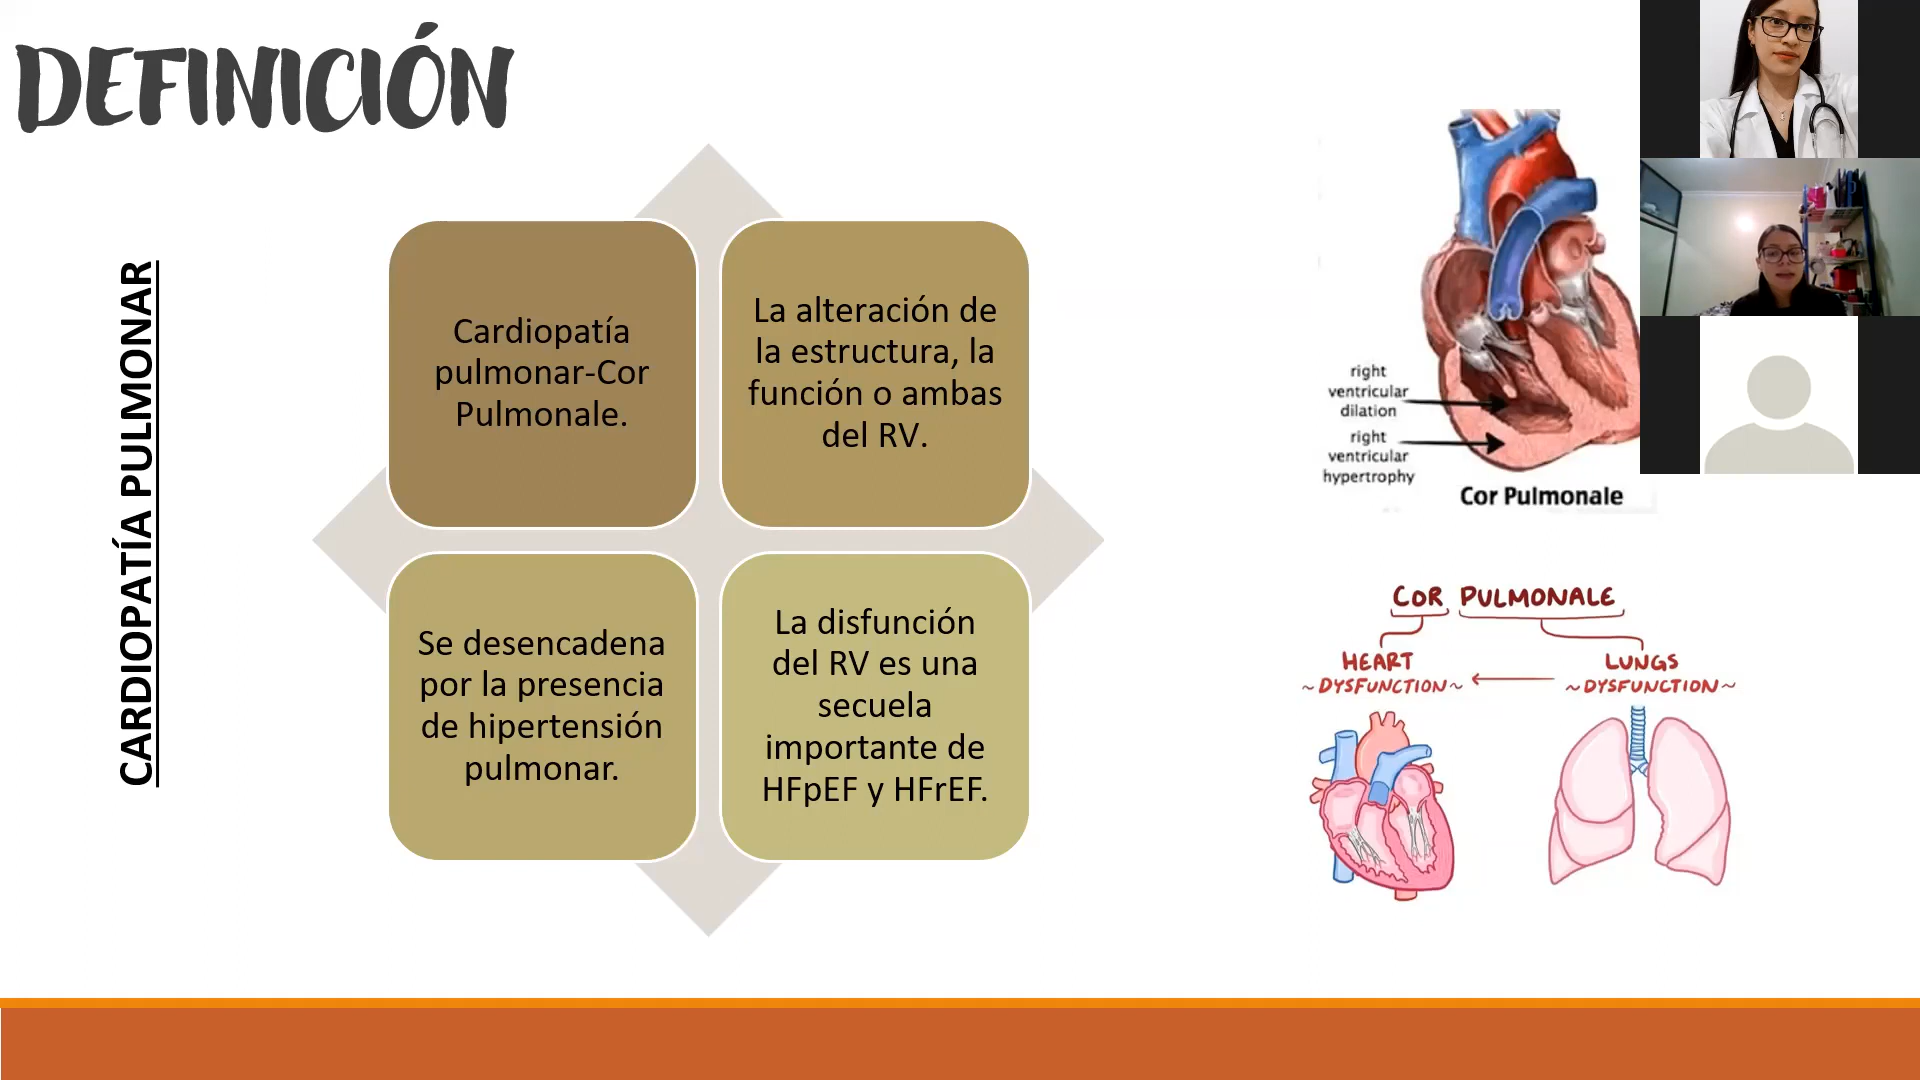 DEFINICIÓN
CARDIOPATÍA PULMONAR
Cardiopatía
pulmonar-Cor
Pulmonale.
La alteración de
la estructura, la
función o ambas
del RV.
Se desencadena
por la presencia
de hipertensión
pulmonar.
La disfunción
del RV es una
secuela
importante de
HFpEF y HFrEF.
right
ventricular
dilation
right
ventricular
hypertrophy
Cor Pulmonale
COR PULMONALE
HEART
~DYSFUNCTION~
LUNGS
~DYSFUNCTION~